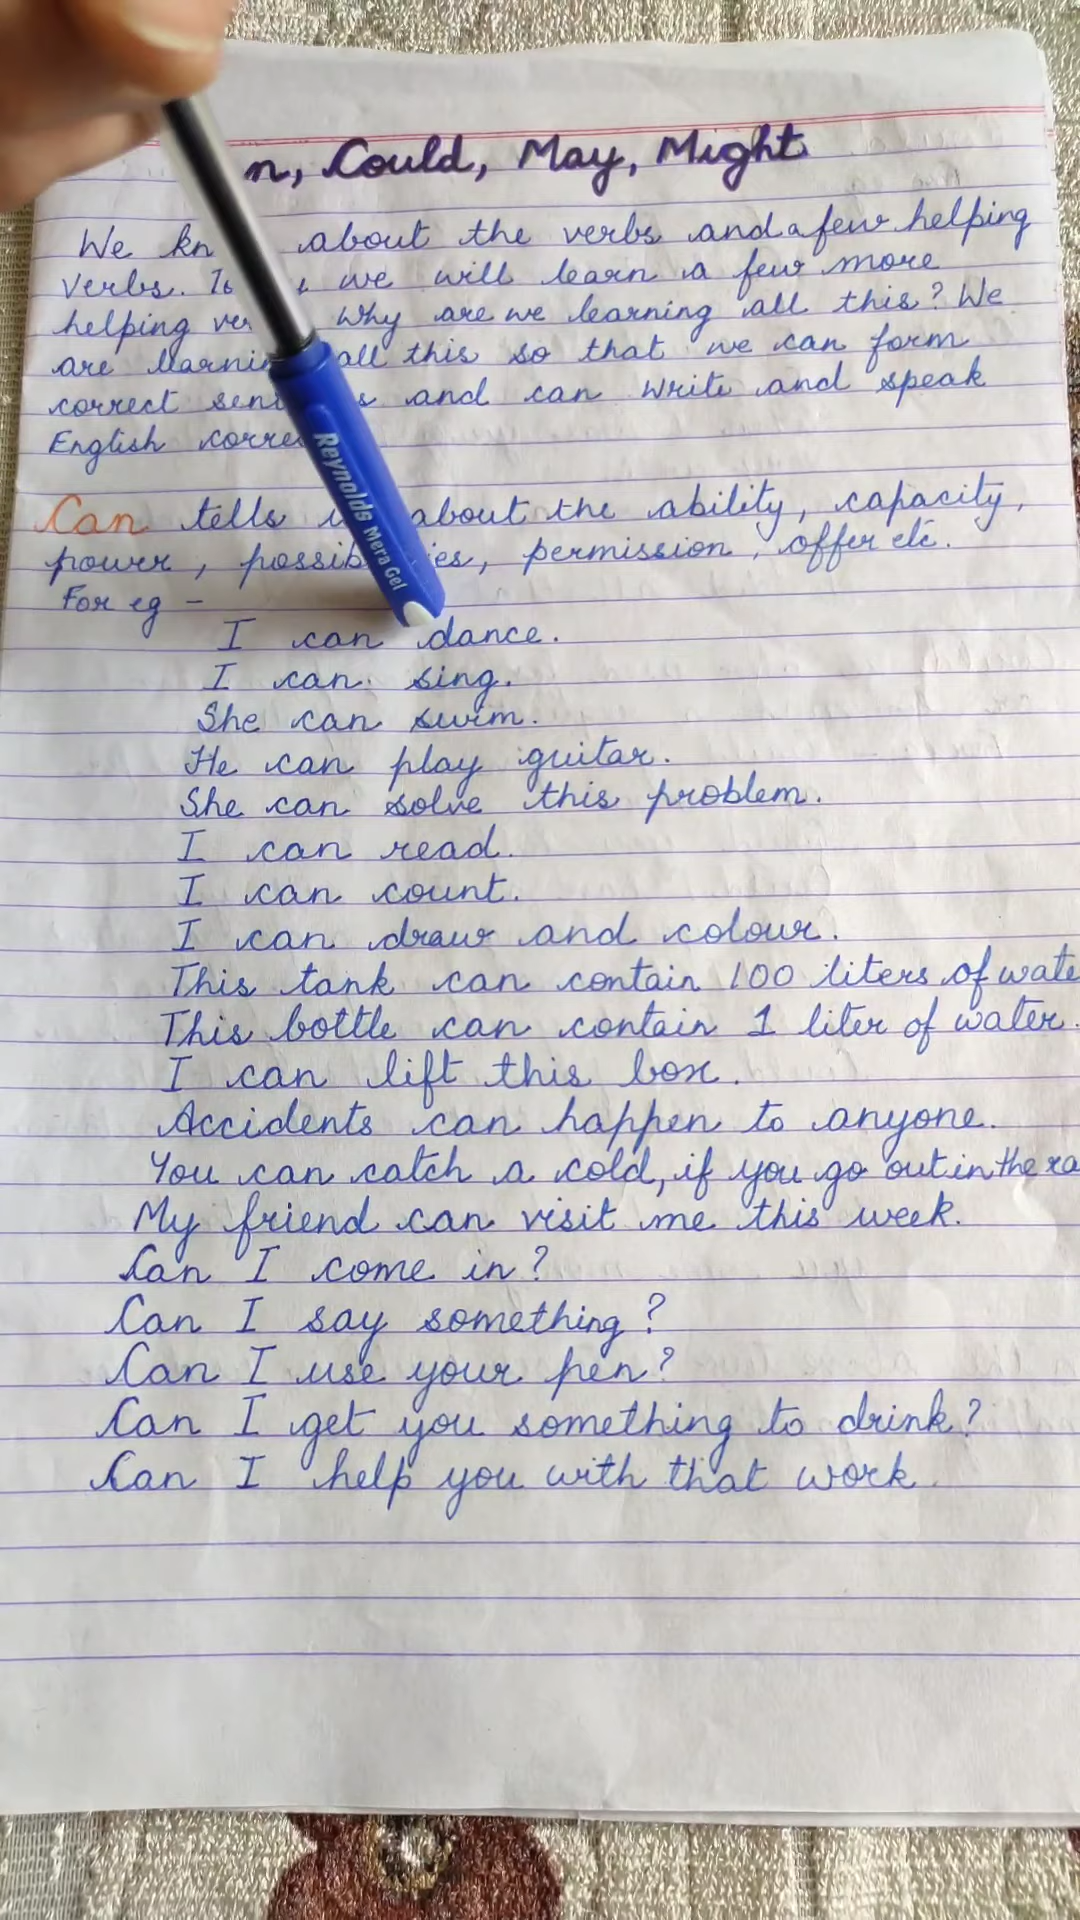 n, Could, May, Might
We kn about the verbs and a few helping
verbs. we will learn a few more
helping ver Why are we learning all this? We
are learnin all this so that we can form
correct sent s and can write and speak
English corre
Can tells about the ability, capacity,
power, possib ies, permission, offer etc.
For eg -
I can dance.
I can sing.
She can swim.
He can play guitar.
She can solve this problem.
I can read.
I can count.
I can draw and colour.
This tank can contain 100 liters of wate
This bottle can contain 1 liter of water.
I can lift this box.
Accidents can happen to anyone.
You can catch a cold, if you go out in the ra
My friend can visit me this week.
Can I come in?
Can I say something?
Can I use your pen?
Can I get you something to drink?
Can I help you with that work.
Reynolds Mera Gel